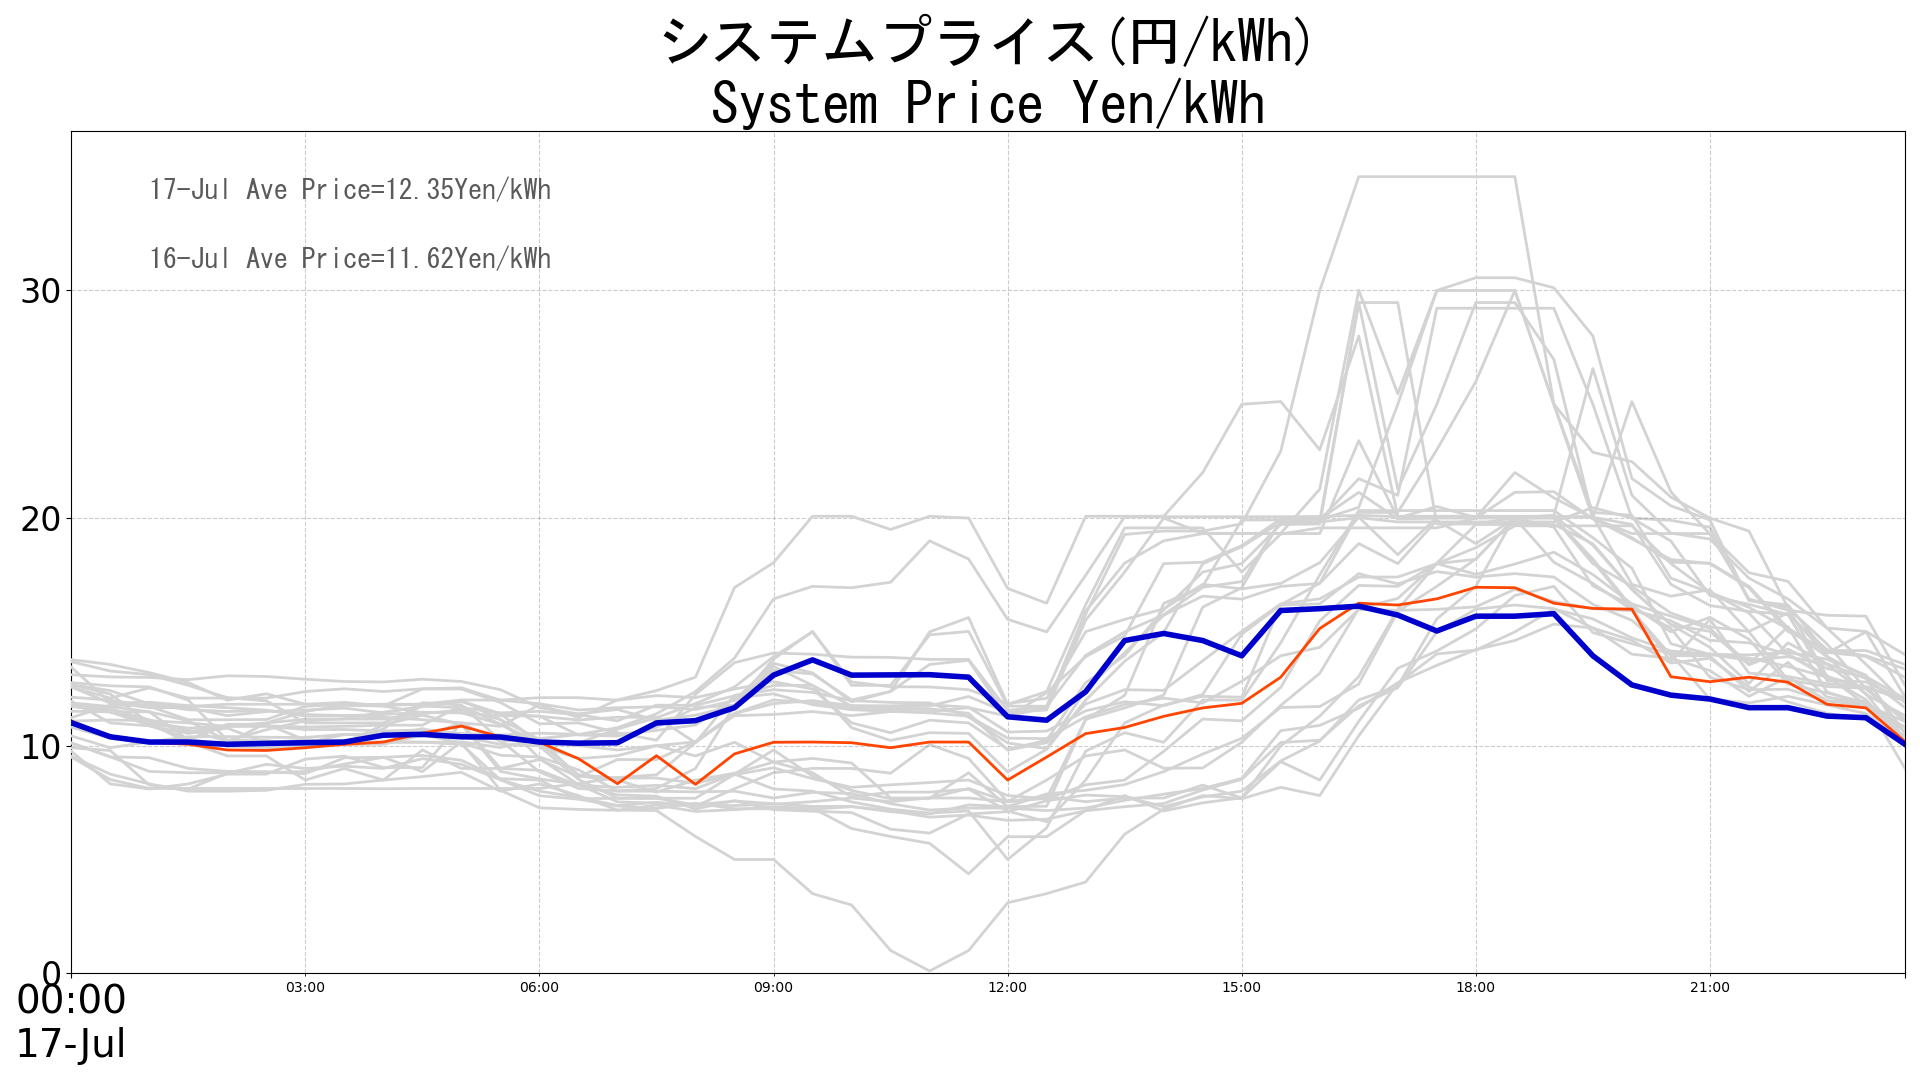 システムプライス(円/kWh)
System Price Yen/kWh
17-Jul Ave Price=12.35Yen/kWh
16-Jul Ave Price=11.62Yen/kWh
30
20
10
0
00:00
03:00
06:00
09:00
12:00
15:00
18:00
21:00
17-Jul